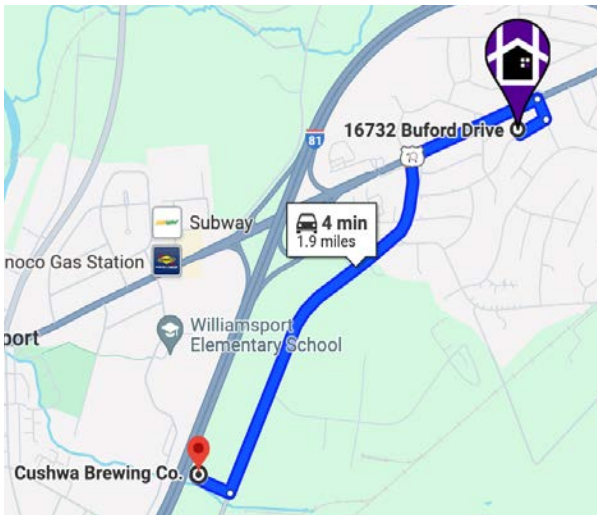 16732 Buford Drive
81
Subway
4 min
1.9 miles
noco Gas Station
port
Williamsport
Elementary School
Cushwa Brewing Co.